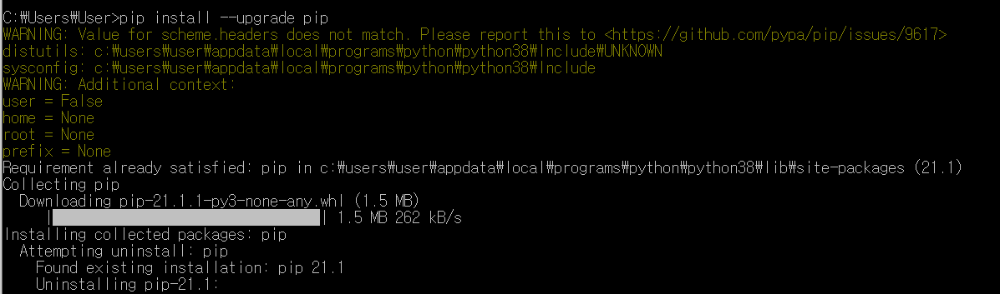 C:₩Users₩User>pip install --upgrade pip
WARNING: Value for scheme.headers does not match. Please report this to <https://github.com/pypa/pip/issues/9617>
distutils: c:₩users₩user₩appdata₩local₩programs₩python₩python38₩Include₩UNKNOWN
sysconfig: c:₩users₩user₩appdata₩local₩programs₩python₩python38₩Include
WARNING: Additional context:
user = False
home = None
root = None
prefix = None
Requirement already satisfied: pip in c:₩users₩user₩appdata₩local₩programs₩python₩python38₩lib₩site-packages (21.1)
Collecting pip
Downloading pip-21.1.1-py3-none-any.whl (1.5 MB)
|████████████████████████████████| 1.5 MB 262 kB/s
Installing collected packages: pip
Attempting uninstall: pip
Found existing installation: pip 21.1
Uninstalling pip-21.1: